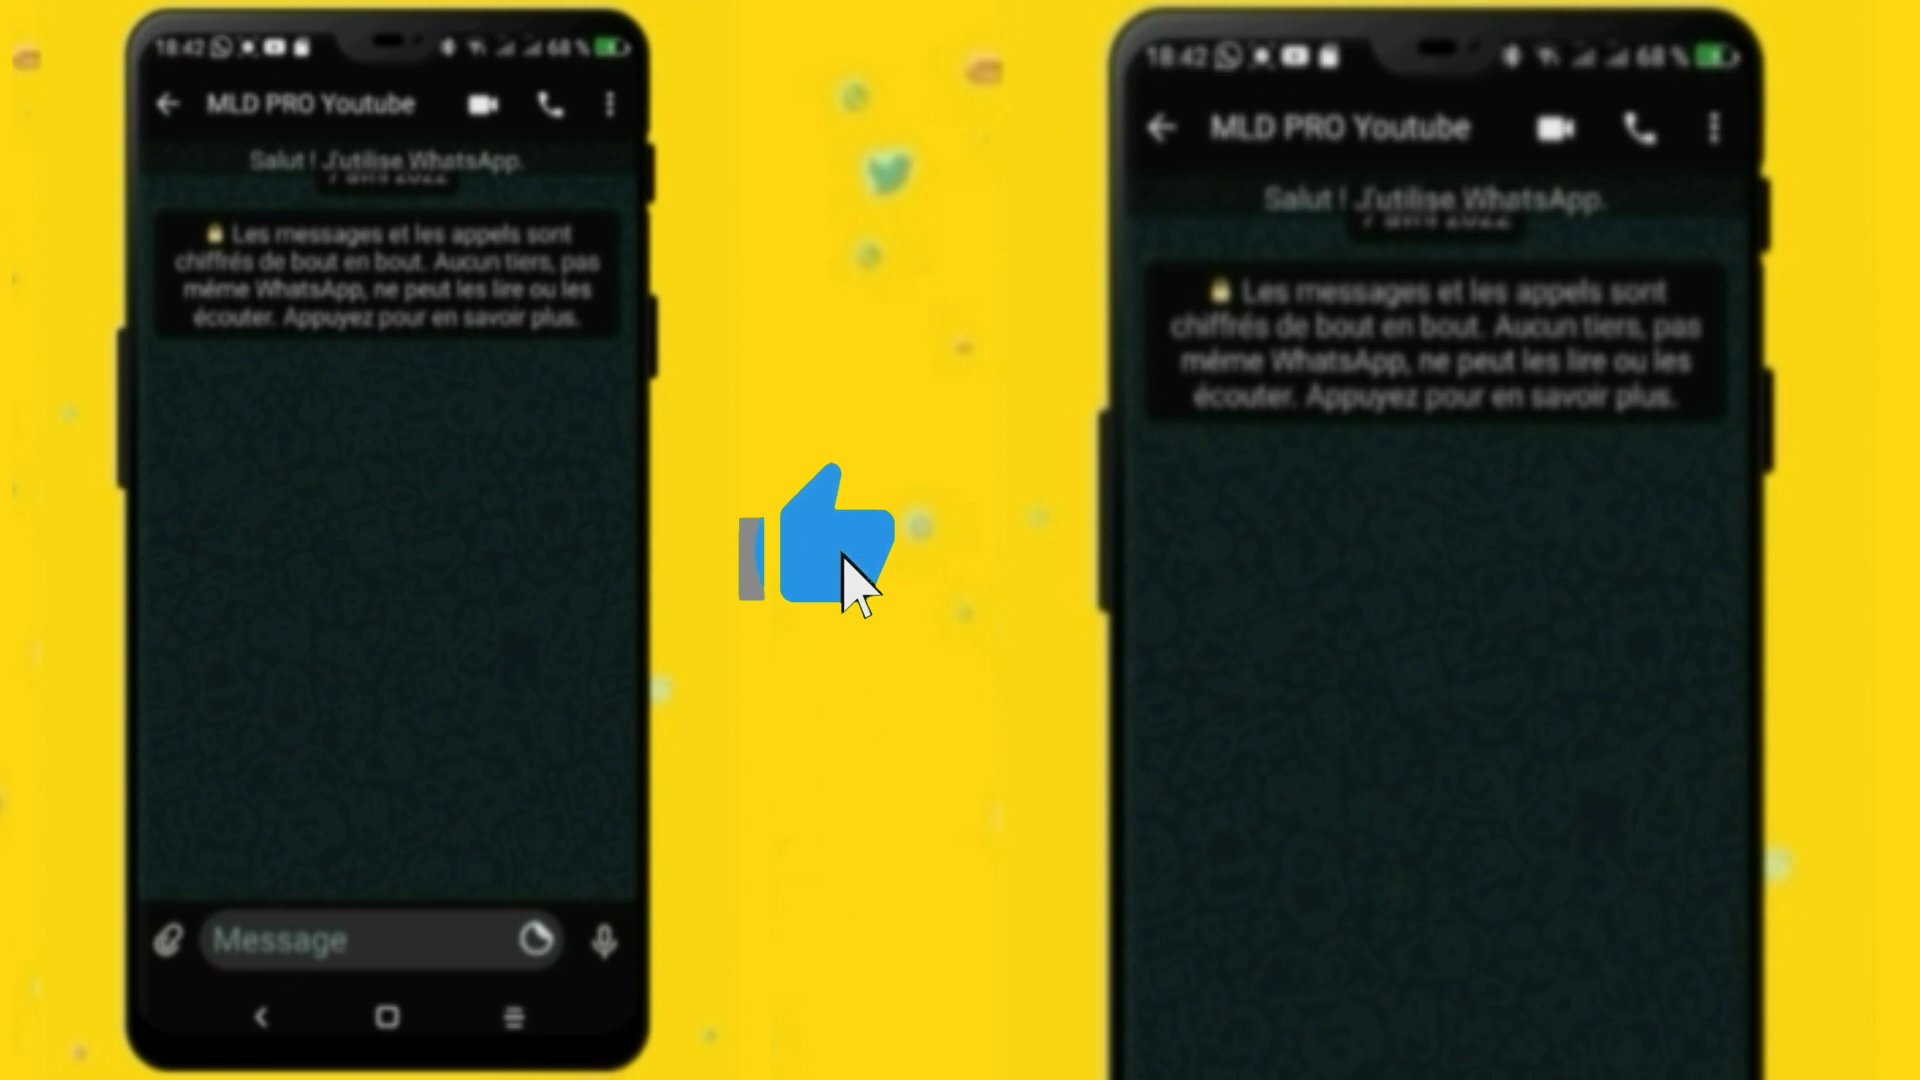 18:42
68 %
MLD PRO Youtube
Salut ! J'utilise WhatsApp.
2022
Les messages et les appels sont
chiffrés de bout en bout. Aucun tiers, pas
même WhatsApp, ne peut les lire ou les
écouter. Appuyez pour en savoir plus.
Message
18:42
68 %
MLD PRO Youtube
Salut ! J'utilise WhatsApp.
2022
Les messages et les appels sont
chiffrés de bout en bout. Aucun tiers, pas
même WhatsApp, ne peut les lire ou les
écouter. Appuyez pour en savoir plus.